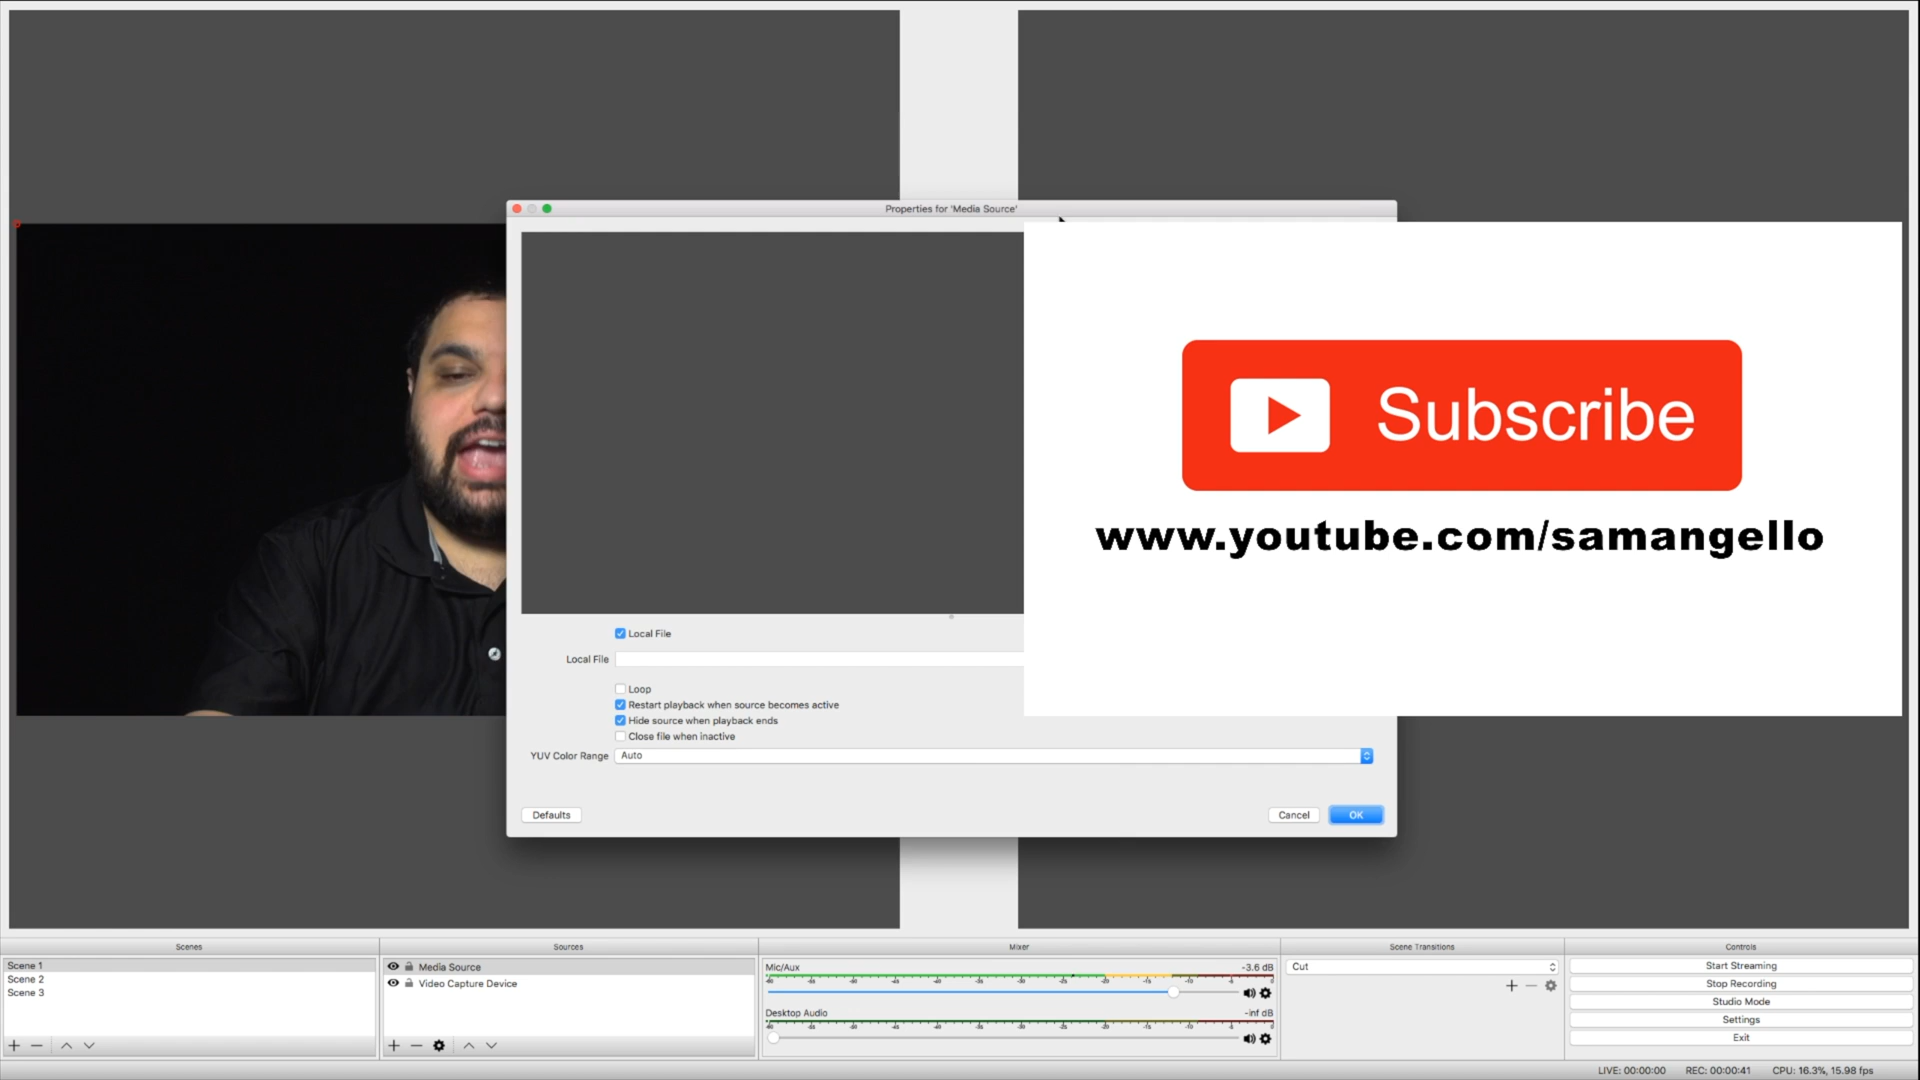 Properties for 'Media Source'
Subscribe
www.youtube.com/samangello
Local File
Local File
Loop
Restart playback when source becomes active
Hide source when playback ends
Close file when inactive
YUV Color Range Auto
Defaults Cancel OK
Scenes Sources Mixer Scene Transitions Controls
Scene 1
Scene 2
Scene 3
Media Source
Video Capture Device
Mic/Aux -3.6 dB
Desktop Audio -inf dB
Cut
Start Streaming
Stop Recording
Studio Mode
Settings
Exit
LIVE: 00:00:00 REC: 00:00:41 CPU: 16.3%, 15.98 fps